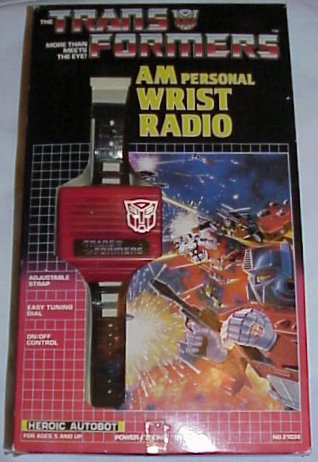 THE TRANSFORMERS
MORE THAN
MEETS
THE EYE!
AM PERSONAL
WRIST
RADIO
TRANS
FORMERS
ADJUSTABLE
STRAP
EASY TUNING
DIAL
ON/OFF
CONTROL
HEROIC AUTOBOT
FOR AGES 5 AND UP